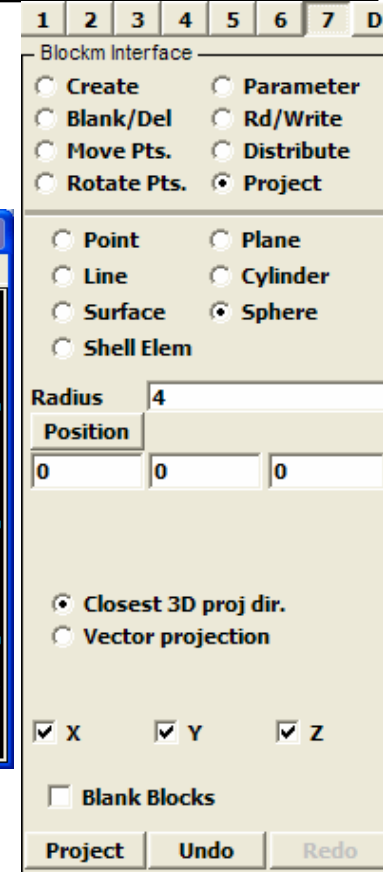 1 2 3 4 5 6 7 D
Blockm Interface
Create Parameter
Blank/Del Rd/Write
Move Pts. Distribute
Rotate Pts. Project
Point Plane
Line Cylinder
Surface Sphere
Shell Elem
Radius 4
Position
0 0 0
Closest 3D proj dir.
Vector projection
X Y Z
Blank Blocks
Project Undo Redo